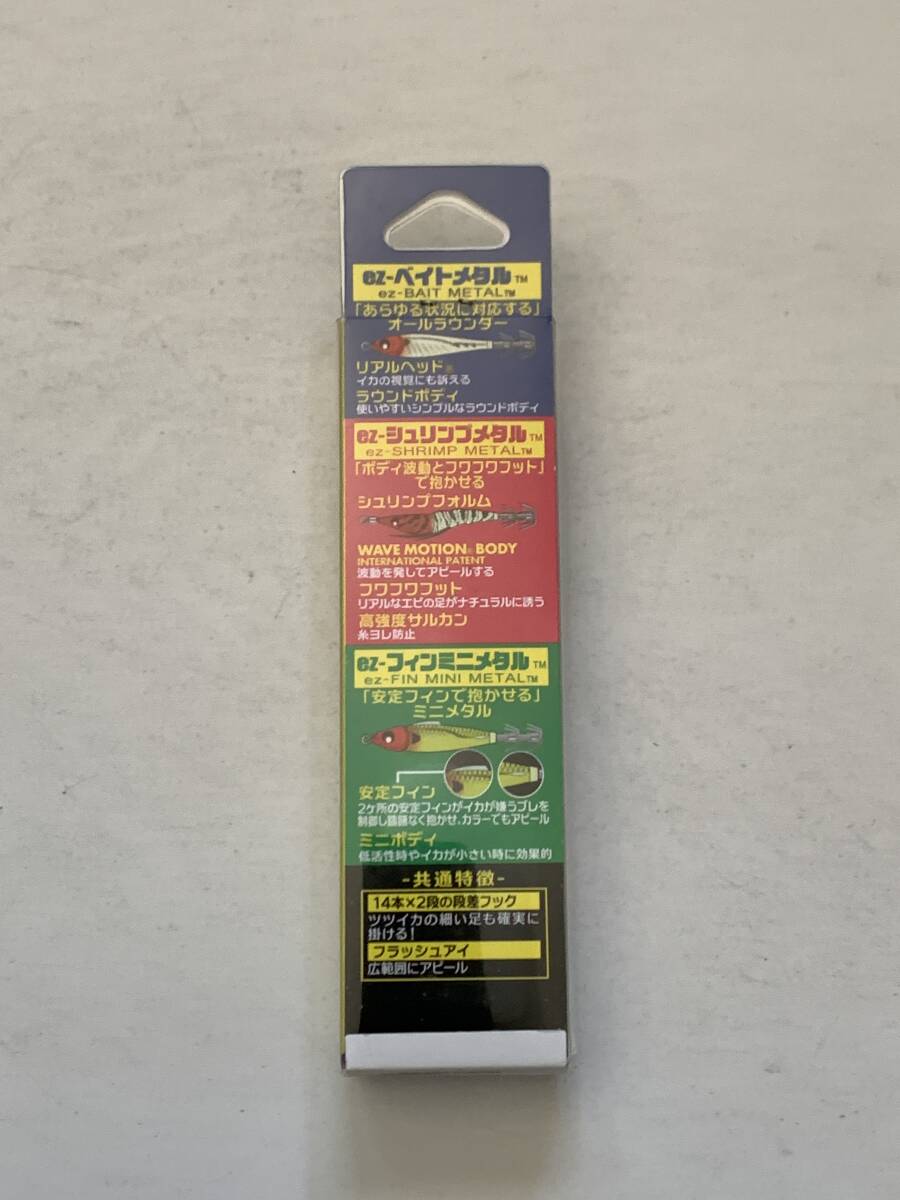 ez-ベイトメタル™
ez-BAIT METAL™
「あらゆる状況に対応する」
オールラウンダー
リアルヘッド®
イカの視覚にも訴える
ラウンドボディ
使いやすいシンプルなラウンドボディ
ez-シュリンプメタル™
ez-SHRIMP METAL™
「ボディ波動とフワフワフット」
で抱かせる
シュリンプフォルム
WAVE MOTION® BODY
INTERNATIONAL PATENT
波動を発してアピールする
フワフワフット
リアルなエビの足がナチュラルに誘う
高強度サルカン
糸ヨレ防止
ez-フィンミニメタル™
ez-FIN MINI METAL™
「安定フィンで抱かせる」
ミニメタル
安定フィン
2ケ所の安定フィンがイカが嫌うブレを
制御し躊躇なく抱かせ、カラーでもアピール
ミニボディ
低活性時やイカが小さい時に効果的
-共通特徴-
14本×2段の段差フック
ツツイカの細い足も確実に
掛ける!
フラッシュアイ
広範囲にアピール